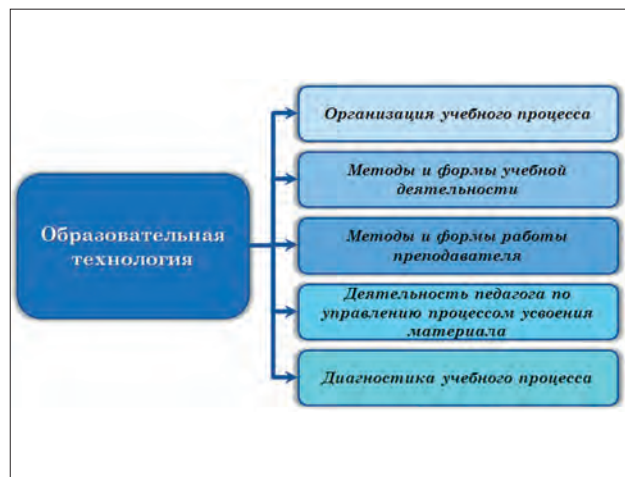 Образовательная
технология
Организация учебного процесса
Методы и формы учебной
деятельности
Методы и формы работы
преподавателя
Деятельность педагога по
управлению процессом усвоения
материала
Диагностика учебного процесса